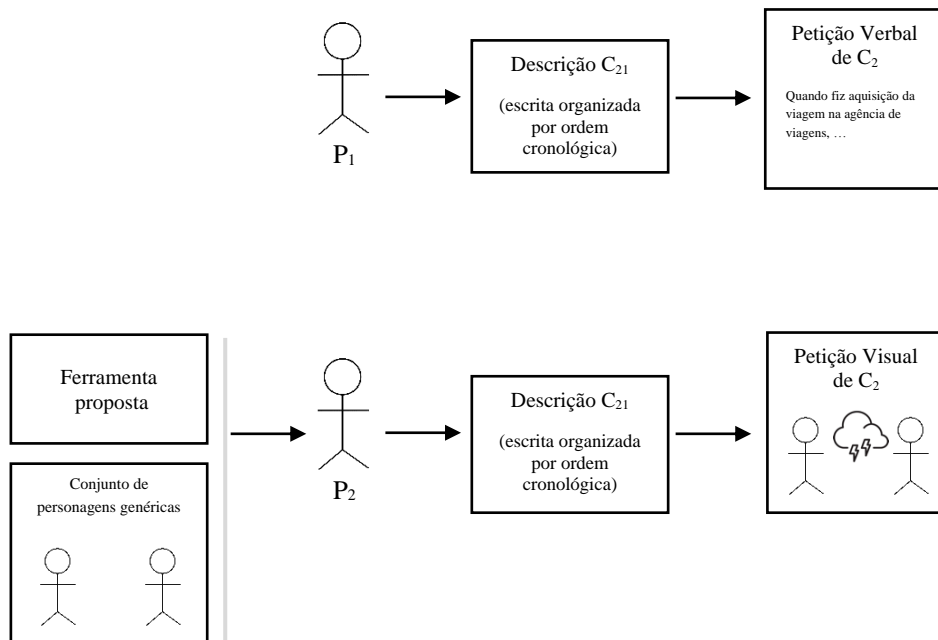 Petição Verbal
de C₂
Quando fiz aquisição da
viagem na agência de
viagens, …
Descrição C₂₁
(escrita organizada
por ordem
cronológica)
P₁
Ferramenta
proposta
Conjunto de
personagens genéricas
P₂
Descrição C₂₁
(escrita organizada
por ordem
cronológica)
Petição Visual
de C₂